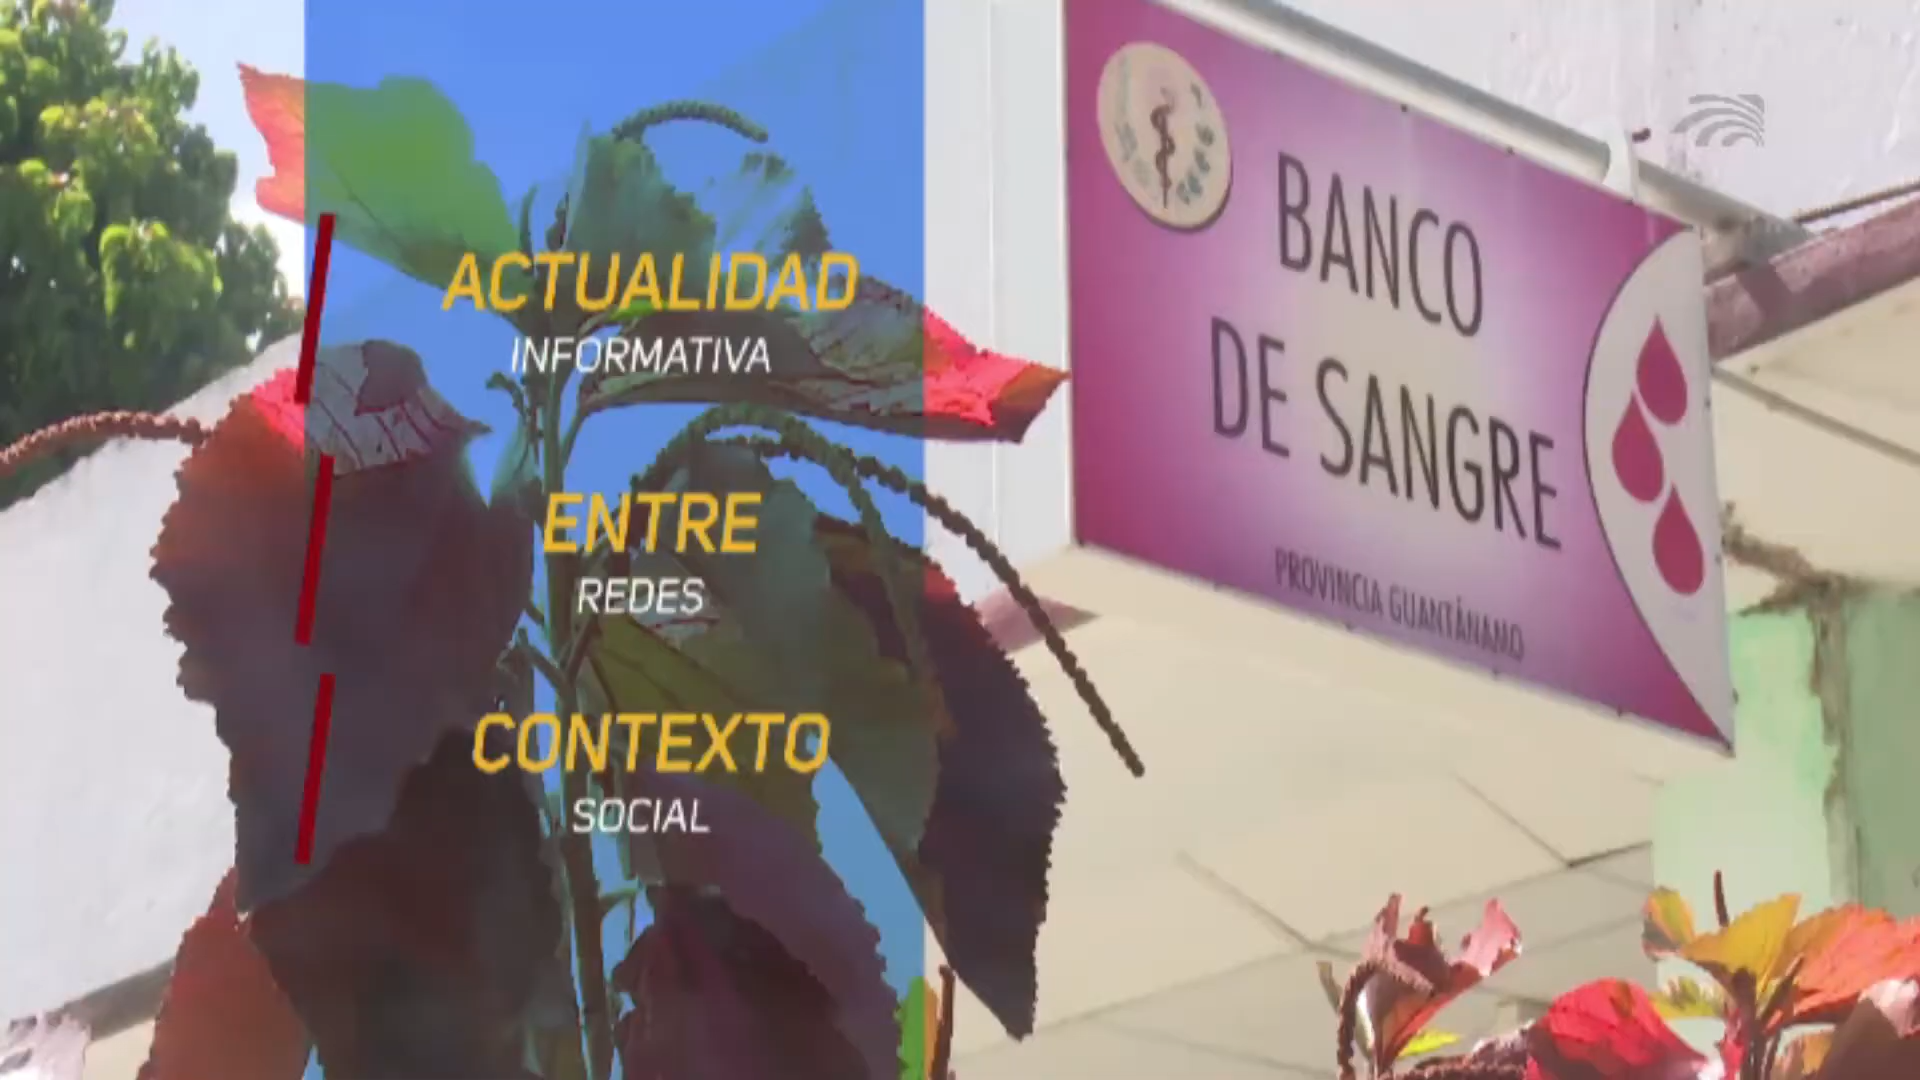 ACTUALIDAD
INFORMATIVA
ENTRE
REDES
CONTEXTO
SOCIAL
BANCO
DE SANGRE
PROVINCIA GUANTÁNAMO